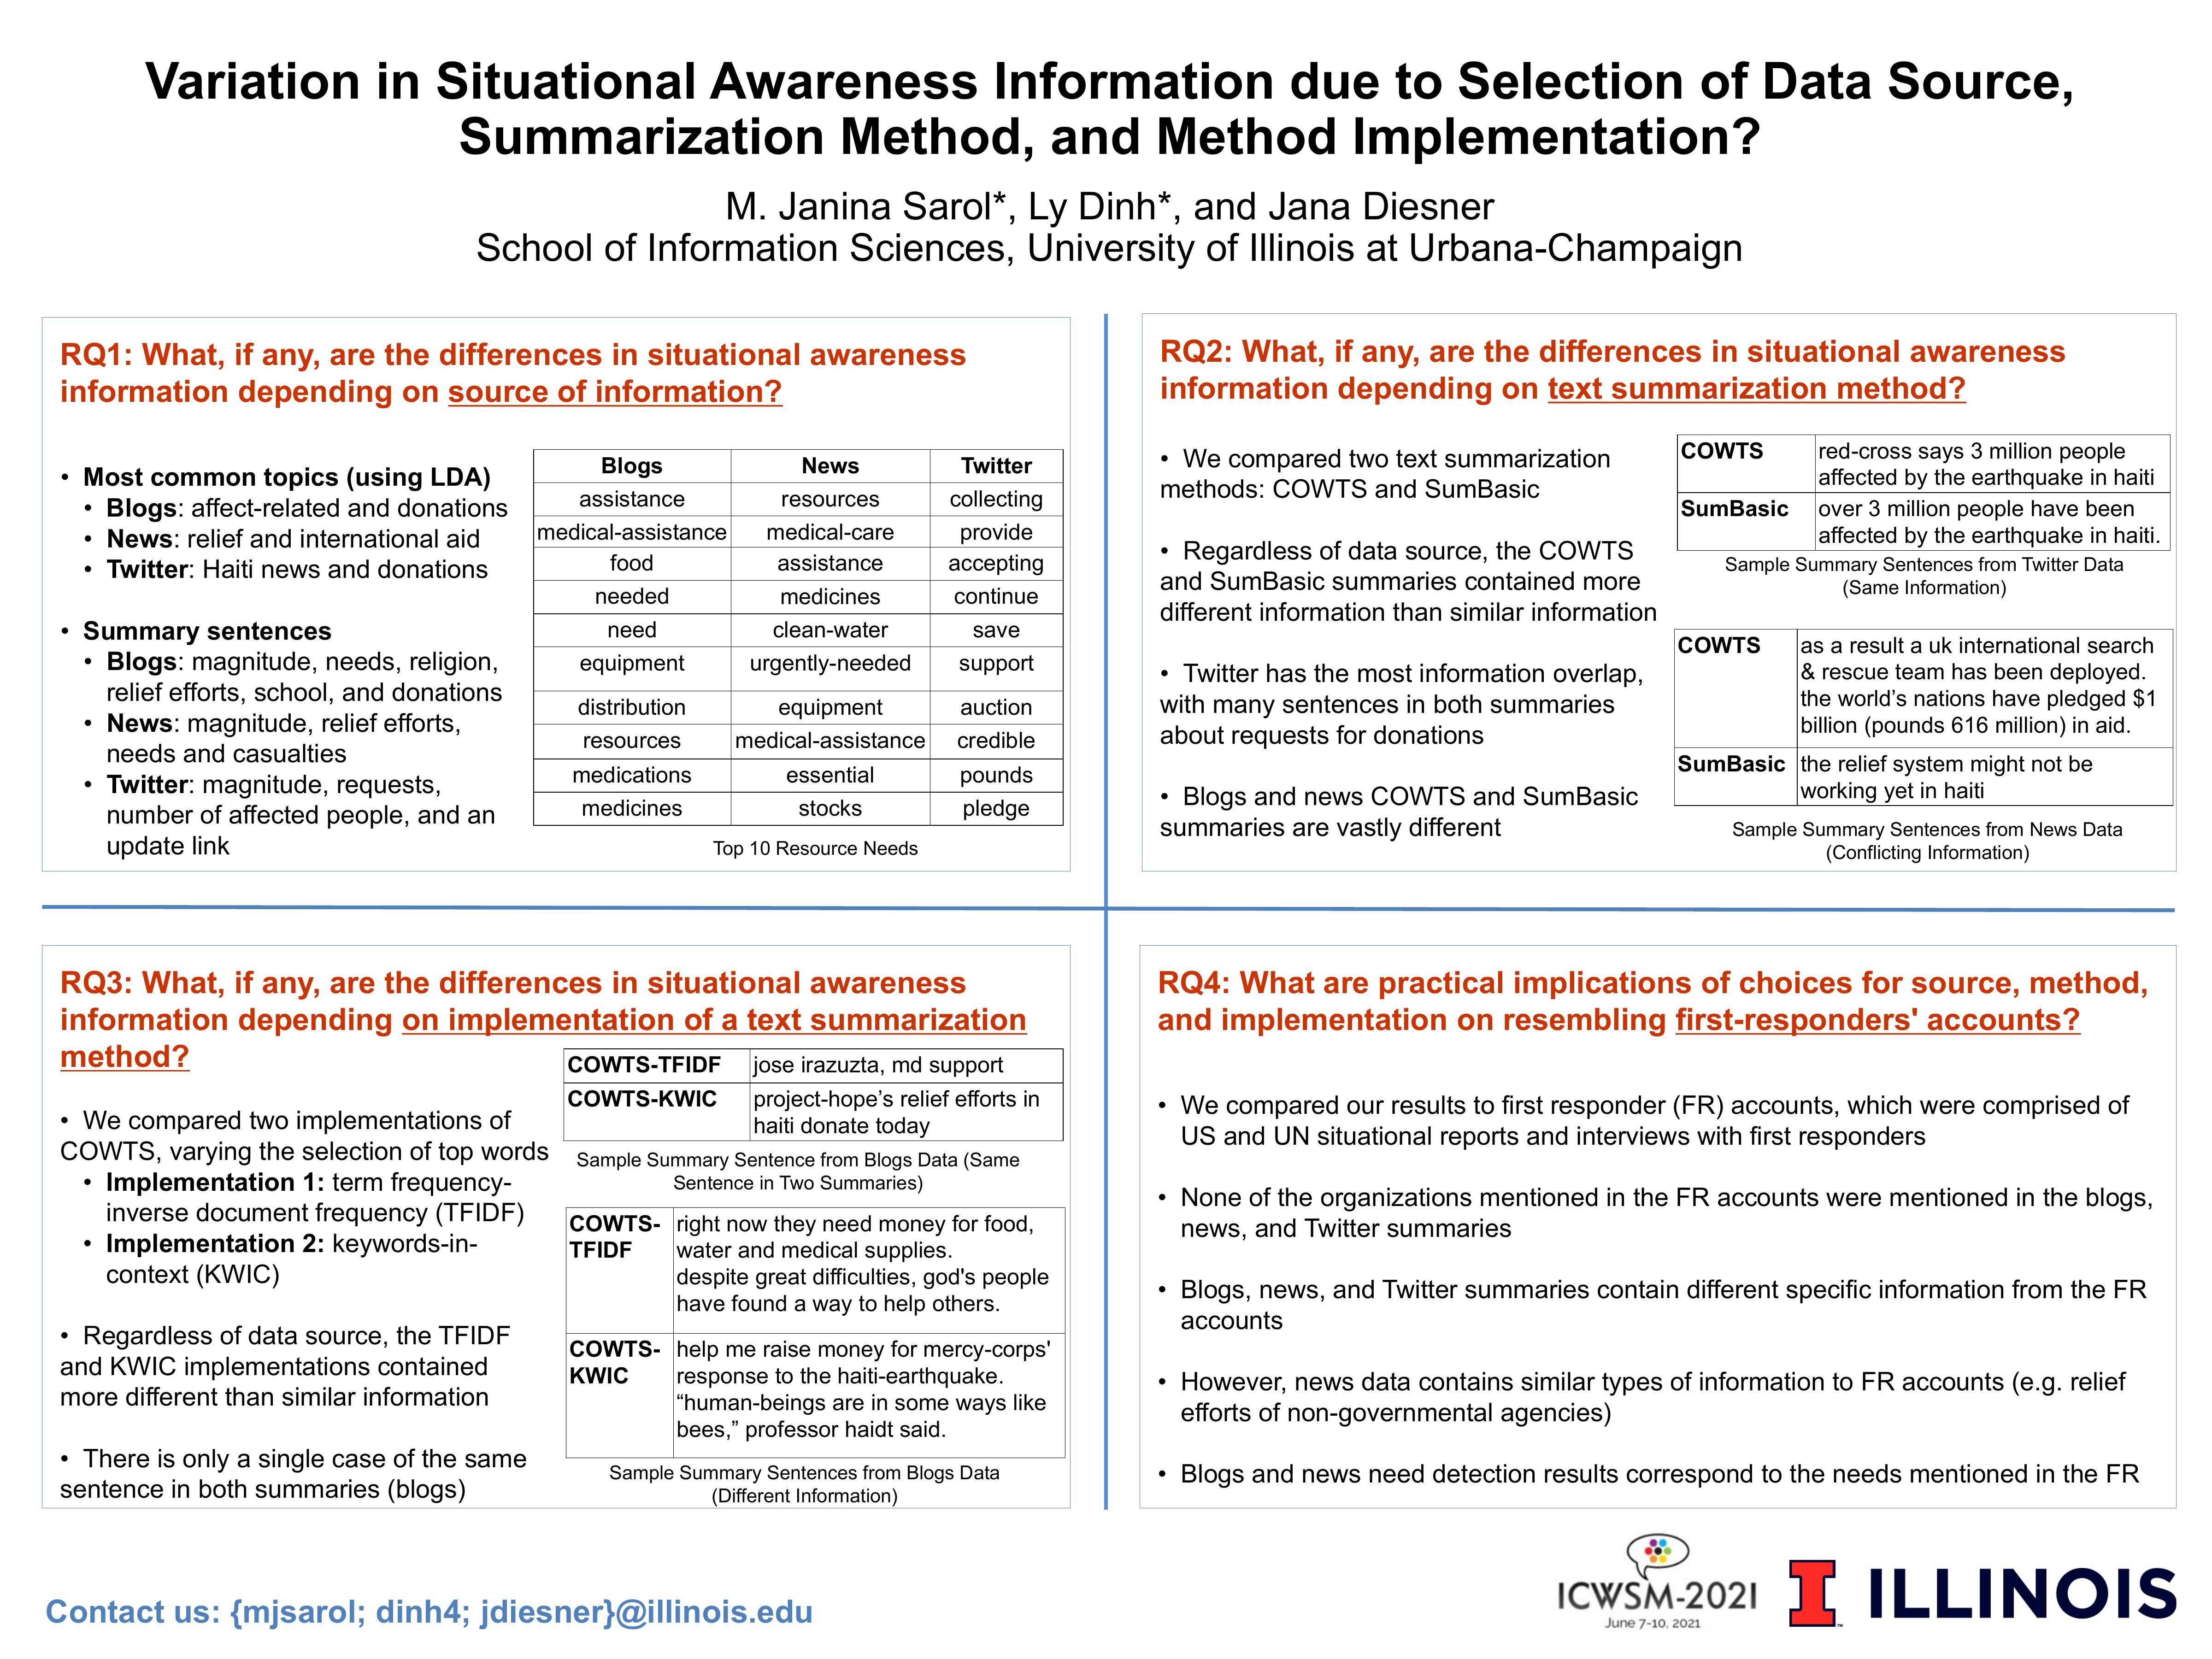 Variation in Situational Awareness Information due to Selection of Data Source,
Summarization Method, and Method Implementation?
M. Janina Sarol*, Ly Dinh*, and Jana Diesner
School of Information Sciences, University of Illinois at Urbana-Champaign
RQ1: What, if any, are the differences in situational awareness
information depending on source of information?
• Most common topics (using LDA)
• Blogs: affect-related and donations
• News: relief and international aid
• Twitter: Haiti news and donations
• Summary sentences
• Blogs: magnitude, needs, religion,
relief efforts, school, and donations
• News: magnitude, relief efforts,
needs and casualties
• Twitter: magnitude, requests,
number of affected people, and an
update link
Blogs News Twitter
assistance resources collecting
medical-assistance medical-care provide
food assistance accepting
needed medicines continue
need clean-water save
equipment urgently-needed support
distribution equipment auction
resources medical-assistance credible
medications essential pounds
medicines stocks pledge
Top 10 Resource Needs
RQ2: What, if any, are the differences in situational awareness
information depending on text summarization method?
• We compared two text summarization
methods: COWTS and SumBasic
• Regardless of data source, the COWTS
and SumBasic summaries contained more
different information than similar information
• Twitter has the most information overlap,
with many sentences in both summaries
about requests for donations
• Blogs and news COWTS and SumBasic
summaries are vastly different
COWTS red-cross says 3 million people
affected by the earthquake in haiti
SumBasic over 3 million people have been
affected by the earthquake in haiti.
Sample Summary Sentences from Twitter Data
(Same Information)
COWTS as a result a uk international search
& rescue team has been deployed.
the world's nations have pledged $1
billion (pounds 616 million) in aid.
SumBasic the relief system might not be
working yet in haiti
Sample Summary Sentences from News Data
(Conflicting Information)
RQ3: What, if any, are the differences in situational awareness
information depending on implementation of a text summarization
method?
• We compared two implementations of
COWTS, varying the selection of top words
• Implementation 1: term frequency-
inverse document frequency (TFIDF)
• Implementation 2: keywords-in-
context (KWIC)
• Regardless of data source, the TFIDF
and KWIC implementations contained
more different than similar information
• There is only a single case of the same
sentence in both summaries (blogs)
COWTS-TFIDF jose irazuzta, md support
COWTS-KWIC project-hope's relief efforts in
haiti donate today
Sample Summary Sentence from Blogs Data (Same
Sentence in Two Summaries)
COWTS- right now they need money for food,
TFIDF water and medical supplies.
despite great difficulties, god's people
have found a way to help others.
COWTS- help me raise money for mercy-corps'
KWIC response to the haiti-earthquake.
“human-beings are in some ways like
bees,” professor haidt said.
Sample Summary Sentences from Blogs Data
(Different Information)
RQ4: What are practical implications of choices for source, method,
and implementation on resembling first-responders' accounts?
• We compared our results to first responder (FR) accounts, which were comprised of
US and UN situational reports and interviews with first responders
• None of the organizations mentioned in the FR accounts were mentioned in the blogs,
news, and Twitter summaries
• Blogs, news, and Twitter summaries contain different specific information from the FR
accounts
• However, news data contains similar types of information to FR accounts (e.g. relief
efforts of non-governmental agencies)
• Blogs and news need detection results correspond to the needs mentioned in the FR
Contact us: {mjsarol; dinh4; jdiesner}@illinois.edu
ICWSM-2021
June 7-10, 2021
I ILLINOIS